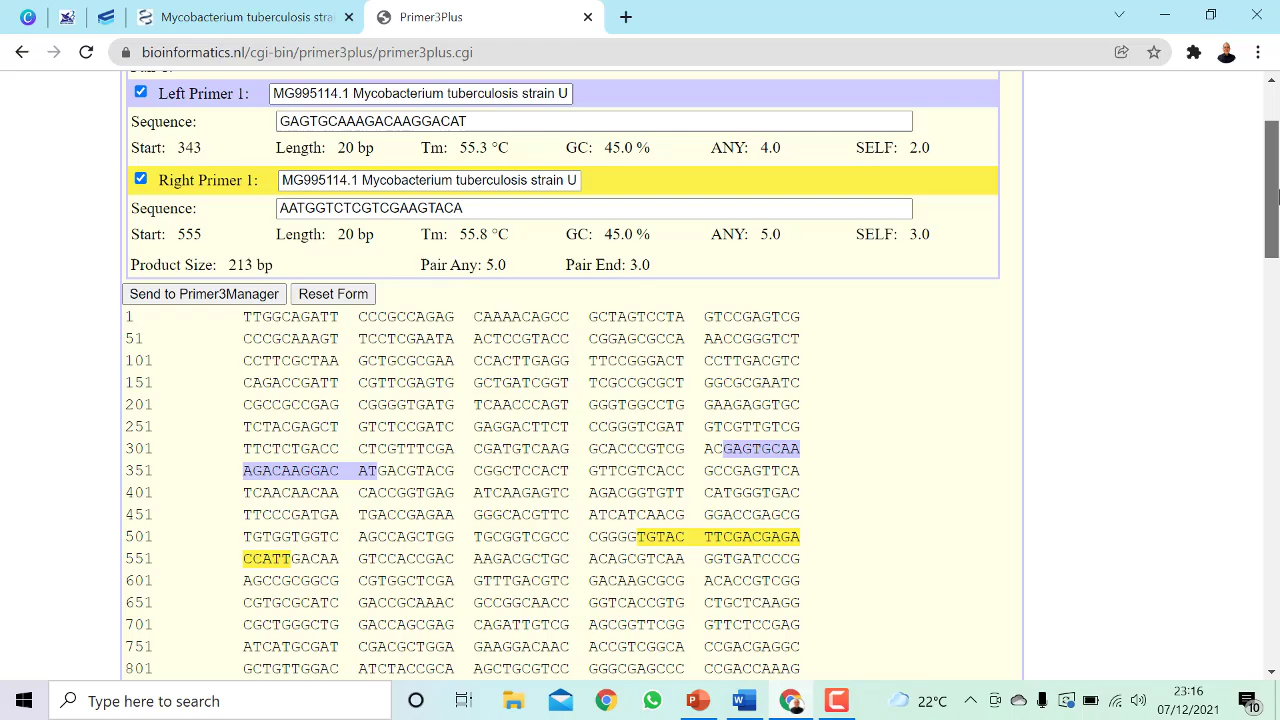 Mycobacterium tuberculosis strai
Primer3Plus
bioinformatics.nl/cgi-bin/primer3plus/primer3plus.cgi
Left Primer 1: MG995114.1 Mycobacterium tuberculosis strain U
Sequence: GAGTGCAAAGACAAGGACAT
Start: 343 Length: 20 bp Tm: 55.3 °C GC: 45.0 % ANY: 4.0 SELF: 2.0
Right Primer 1: MG995114.1 Mycobacterium tuberculosis strain U
Sequence: AATGGTCTCGTCGAAGTACA
Start: 555 Length: 20 bp Tm: 55.8 °C GC: 45.0 % ANY: 5.0 SELF: 3.0
Product Size: 213 bp Pair Any: 5.0 Pair End: 3.0
Send to Primer3Manager Reset Form
1 TTGGCAGATT CCCGCCAGAG CAAAACAGCC GCTAGTCCTA GTCCGAGTCG
51 CCCGCAAAGT TCCTCGAATA ACTCCGTACC CGGAGCGCCA AACCGGGTCT
101 CCTTCGCTAA GCTGCGCGAA CCACTTGAGG TTCCGGGACT CCTTGACGTC
151 CAGACCGATT CGTTCGAGTG GCTGATCGGT TCGCCGCGCT GGCGCGAATC
201 CGCCGCCGAG CGGGGTGATG TCAACCCAGT GGGTGGCCTG GAAGAGGTGC
251 TCTACGAGCT GTCTCCGATC GAGGACTTCT CCGGGTCGAT GTCGTTGTCG
301 TTCTCTGACC CTCGTTTCGA CGATGTCAAG GCACCCGTCG ACGAGTGCAA
351 AGACAAGGAC ATGACGTACG CGGCTCCACT GTTCGTCACC GCCGAGTTCA
401 TCAACAACAA CACCGGTGAG ATCAAGAGTC AGACGGTGTT CATGGGTGAC
451 TTCCCGATGA TGACCGAGAA GGGCACGTTC ATCATCAACG GGACCGAGCG
501 TGTGGTGGTC AGCCAGCTGG TGCGGTCGCC CGGGGTGTAC TTCGACGAGA
551 CCATTGACAA GTCCACCGAC AAGACGCTGC ACAGCGTCAA GGTGATCCCG
601 AGCCGCGGCG CGTGGCTCGA GTTTGACGTC GACAAGCGCG ACACCGTCGG
651 CGTGCGCATC GACCGCAAAC GCCGGCAACC GGTCACCGTG CTGCTCAAGG
701 CGCTGGGCTG GACCAGCGAG CAGATTGTCG AGCGGTTCGG GTTCTCCGAG
751 ATCATGCGAT CGACGCTGGA GAAGGACAAC ACCGTCGGCA CCGACGAGGC
801 GCTGTTGGAC ATCTACCGCA AGCTGCGTCC GGGCGAGCCC CCGACCAAAG
Type here to search
22°C
23:16
07/12/2021
10